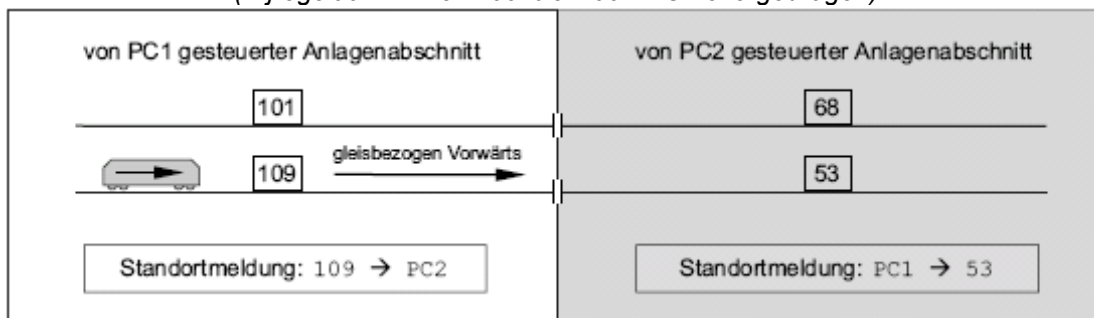 von PC1 gesteuerter Anlagenabschnitt
von PC2 gesteuerter Anlagenabschnitt
101
68
gleisbezogen Vorwärts
109
53
Standortmeldung: 109 → PC2
Standortmeldung: PC1 → 53